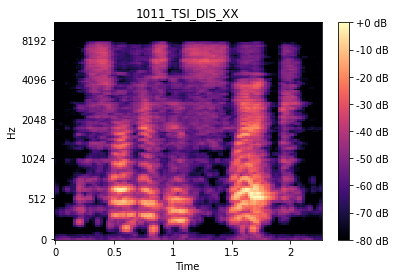 1011_TSI_DIS_XX
+0 dB
8192
-10 dB
4096
-20 dB
-30 dB
2048
Hz
-40 dB
1024
-50 dB
512
-60 dB
-70 dB
0
-80 dB
0
0.5
1
1.5
2
Time